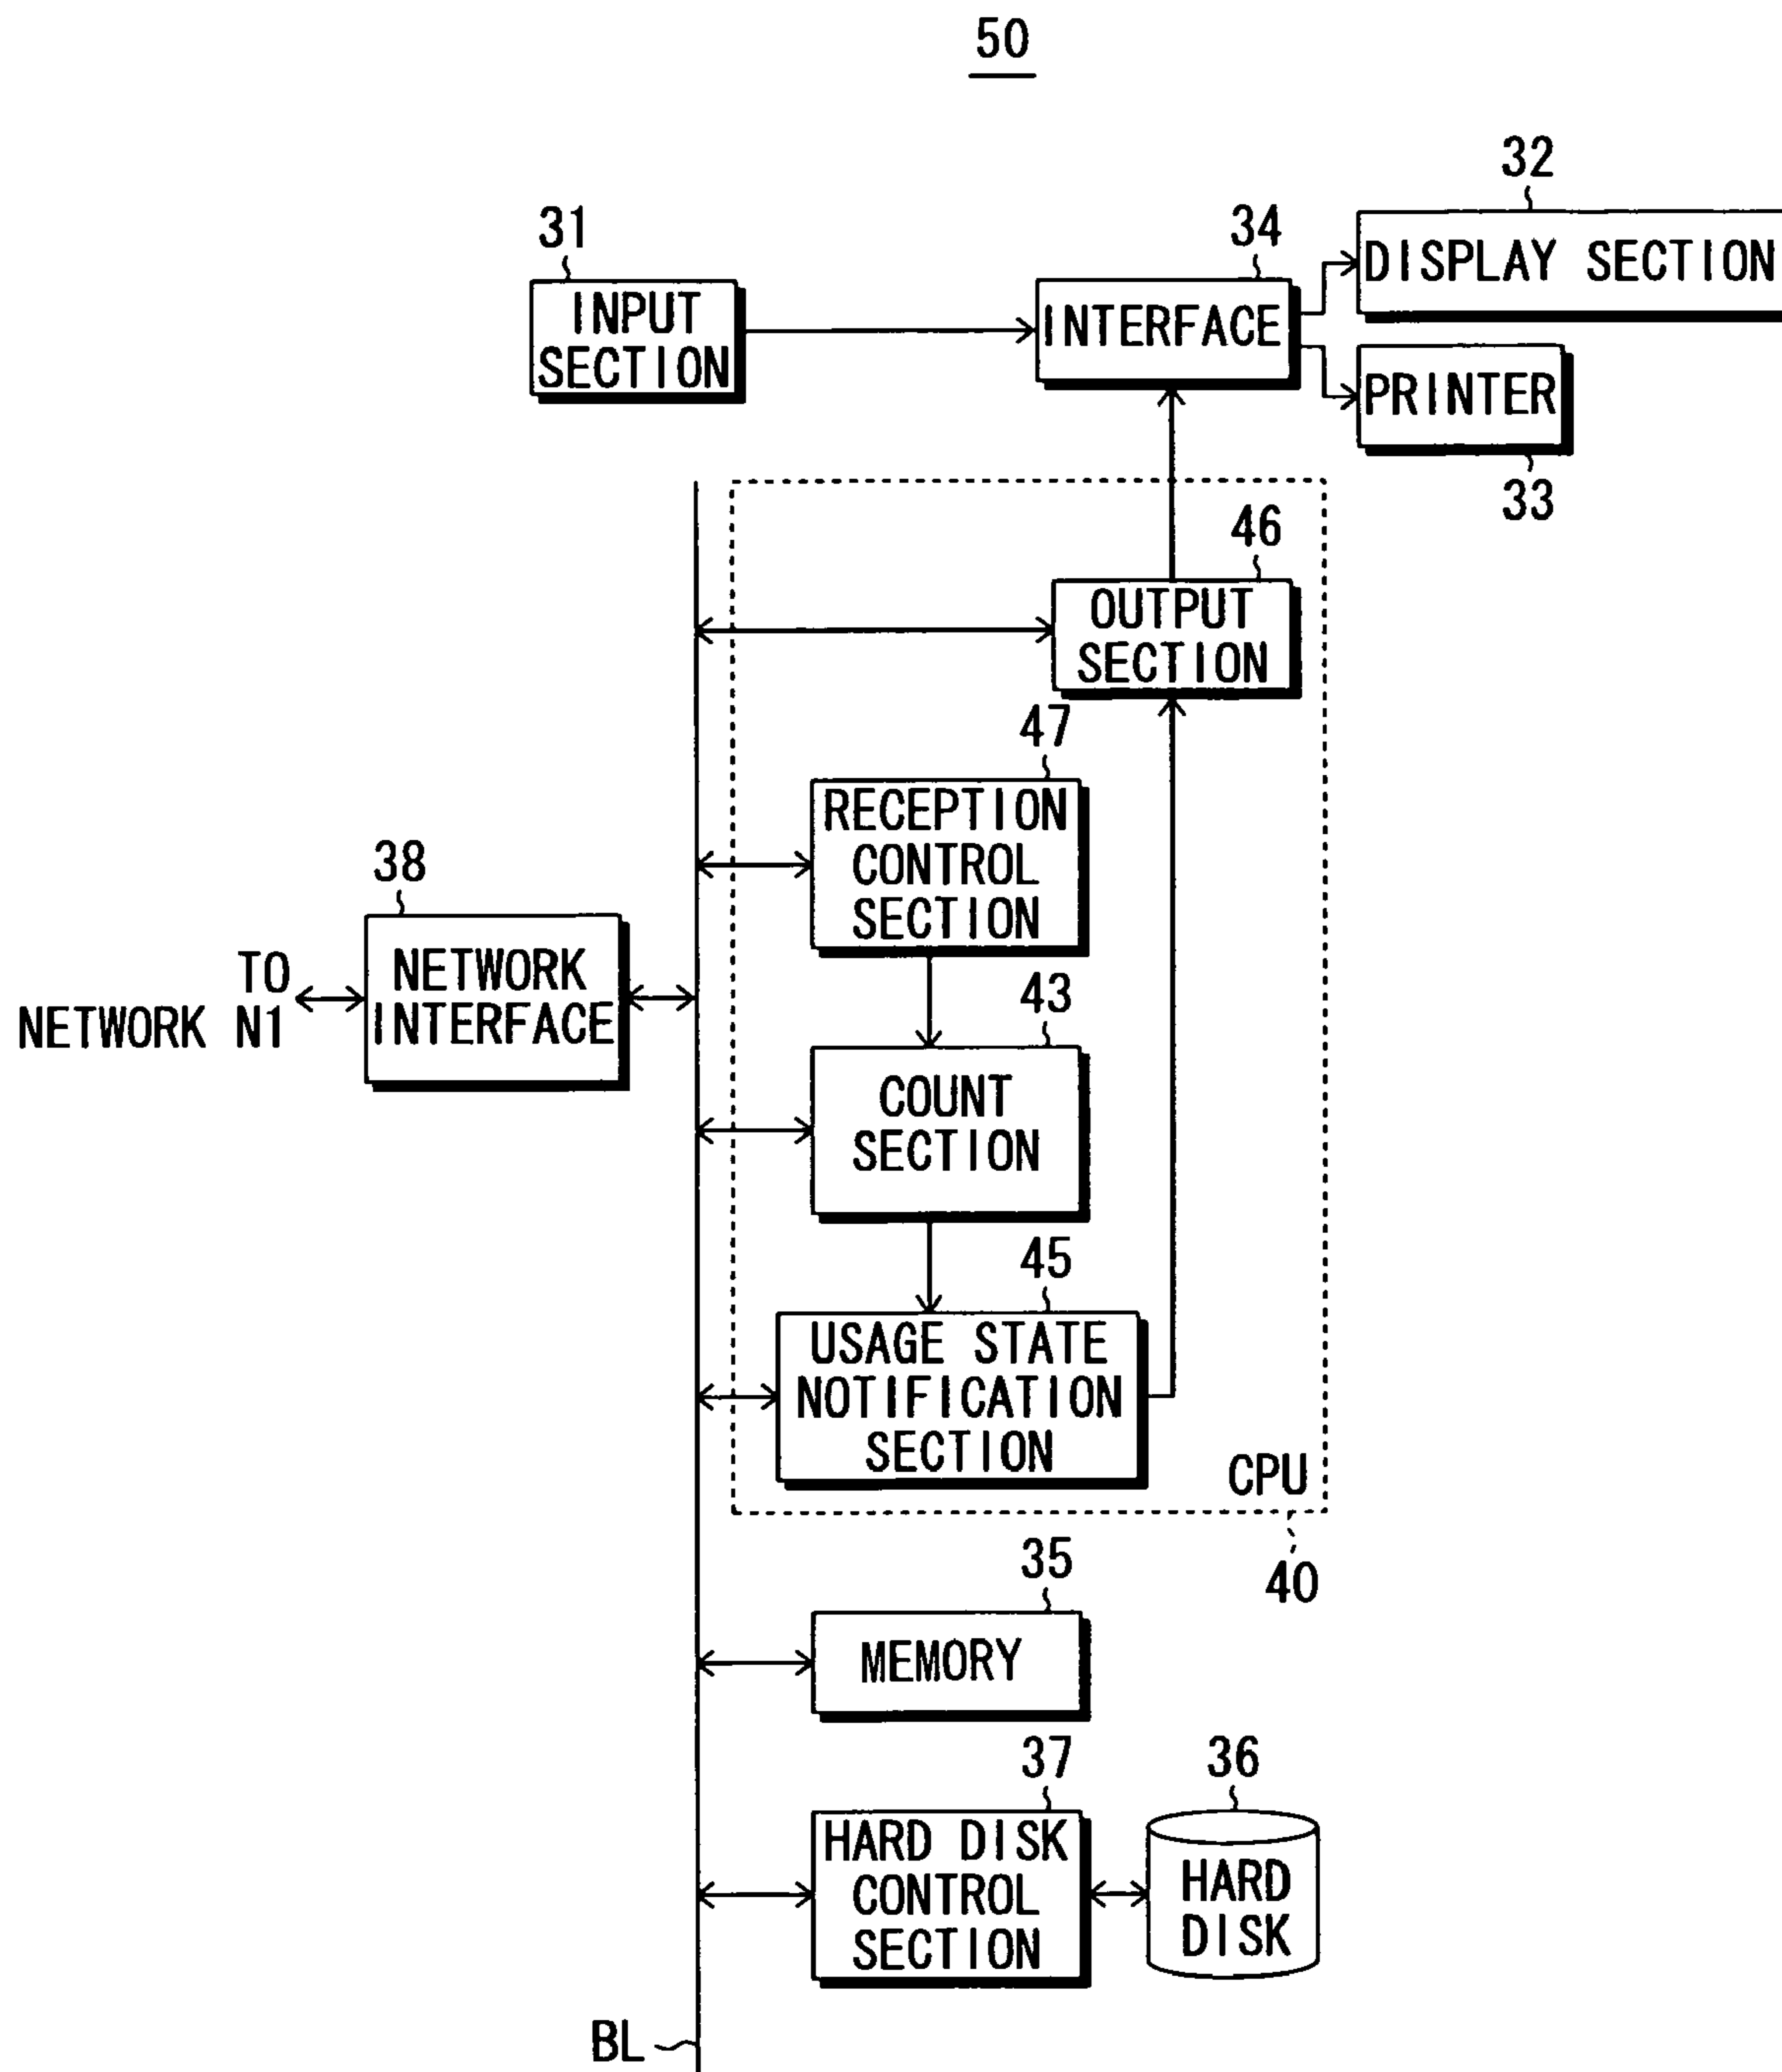 50
32
DISPLAY SECTION
31
INPUT
SECTION
34
INTERFACE
PRINTER
33
46
OUTPUT
SECTION
47
RECEPTION
CONTROL
SECTION
38
NETWORK
INTERFACE
TO
NETWORK N1
43
COUNT
SECTION
45
USAGE STATE
NOTIFICATION
SECTION
CPU
40
35
MEMORY
37
HARD DISK
CONTROL
SECTION
36
HARD
DISK
BL